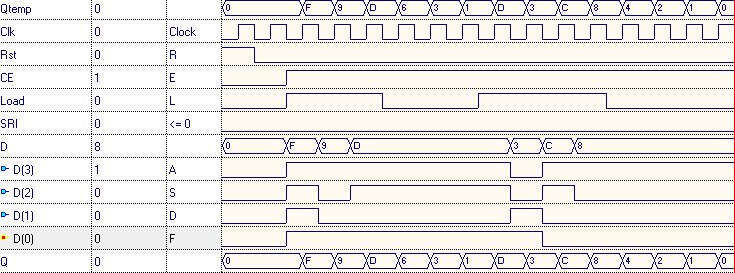 Qtemp 0 0 F 9 D 6 3 1 D 3 C 8 4 2 1 0
Clk 0 Clock
Rst 0 R
CE 1 E
Load 0 L
SRI 0 <= 0
D 8 0 F 9 D 3 C 8
D(3) 1 A
D(2) 0 S
D(1) 0 D
D(0) 0 F
Q 0 0 F 9 D 6 3 1 D 3 C 8 4 2 1 0